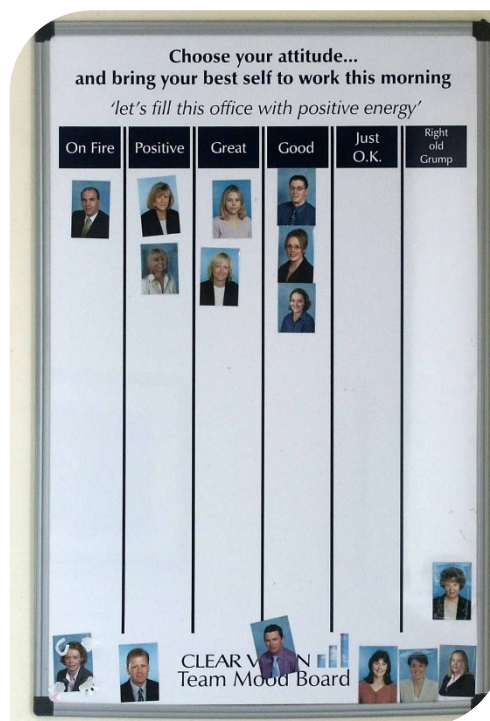 Choose your attitude...
and bring your best self to work this morning
'let's fill this office with positive energy'
On Fire
Positive
Great
Good
Just
O.K.
Right
old
Grump
CLEAR
Team Mood Board